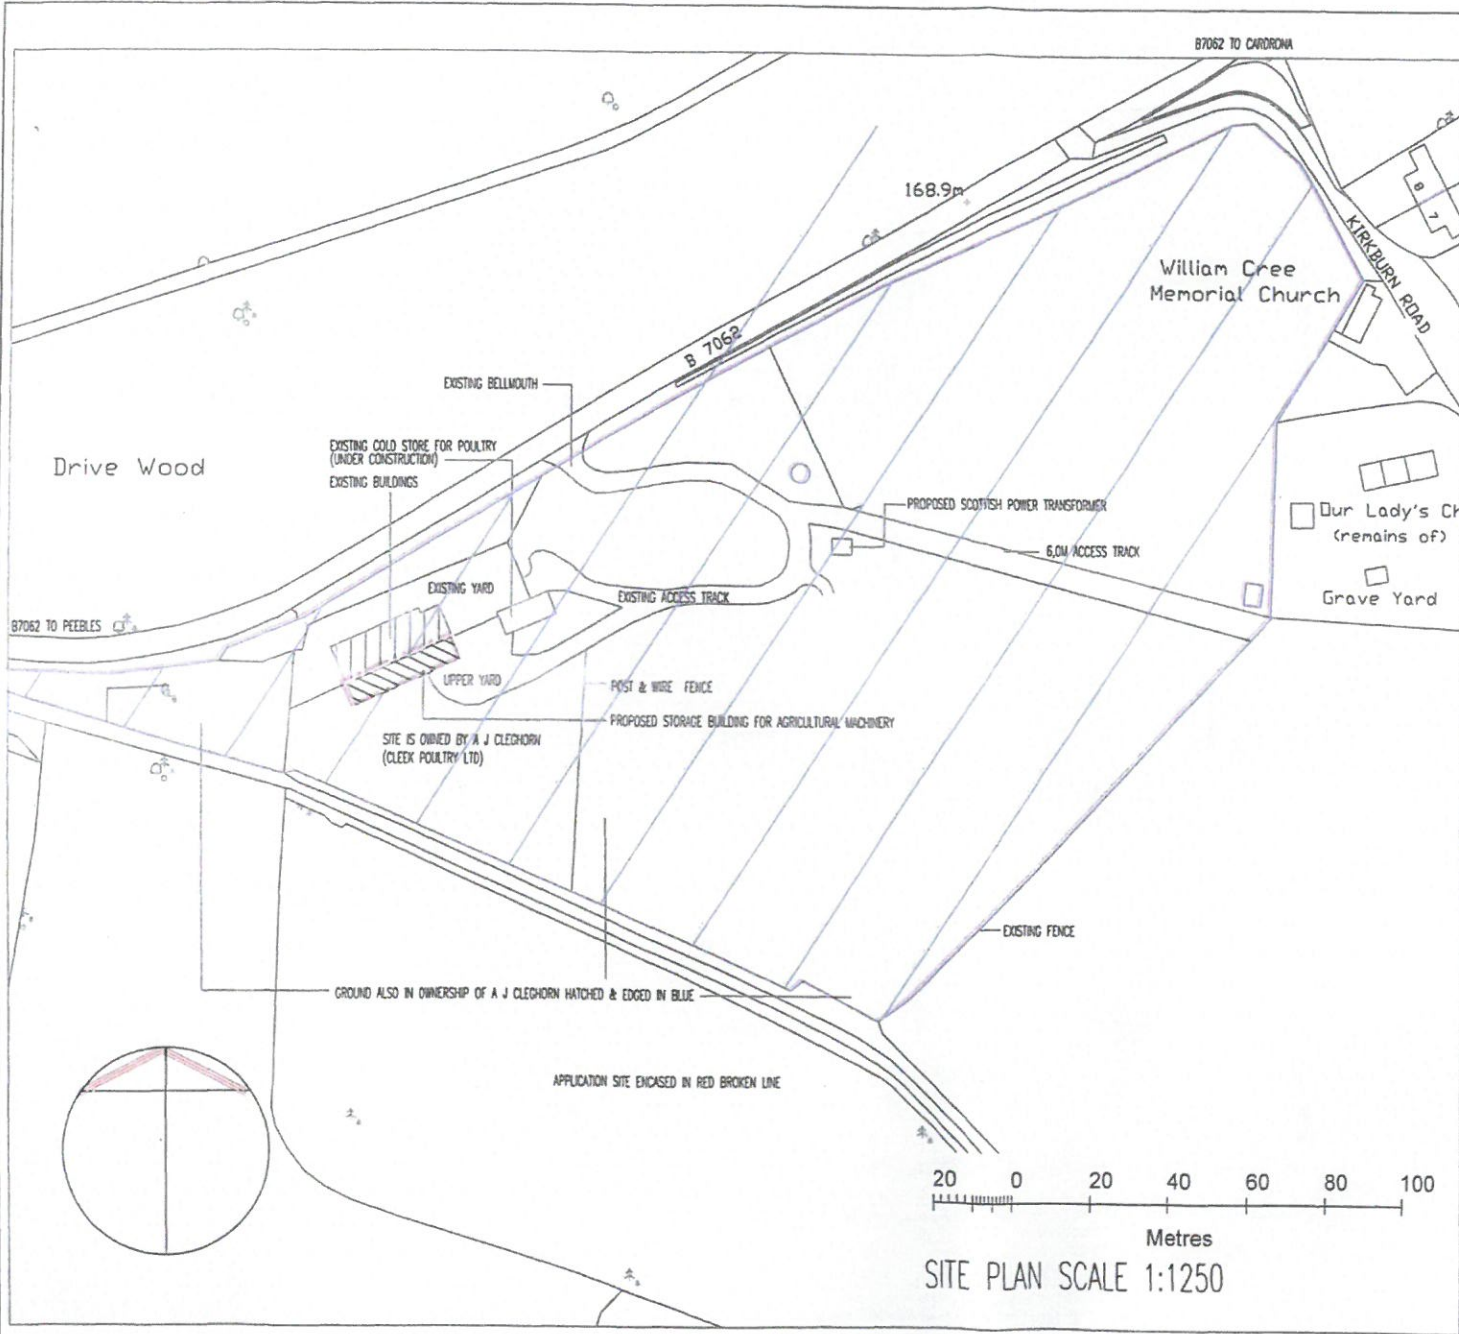 B7062 TO CARDRONA
168.9m
8
7
KIRKBURN ROAD
William Cree
Memorial Church
B 7062
EXISTING BELLMOUTH
EXISTING COLD STORE FOR POULTRY
(UNDER CONSTRUCTION)
EXISTING BUILDINGS
Drive Wood
PROPOSED SCOTTISH POWER TRANSFORMER
Our Lady's Ch
(remains of)
6.0M ACCESS TRACK
EXISTING YARD
EXISTING ACCESS TRACK
Grave Yard
B7062 TO PEEBLES
UPPER YARD
POST & WIRE FENCE
PROPOSED STORAGE BUILDING FOR AGRICULTURAL MACHINERY
SITE IS OWNED BY A J CLEGHORN
(CLEEK POULTRY LTD)
EXISTING FENCE
GROUND ALSO IN OWNERSHIP OF A J CLEGHORN HATCHED & EDGED IN BLUE
APPLICATION SITE ENCASED IN RED BROKEN LINE
20 0 20 40 60 80 100
Metres
SITE PLAN SCALE 1:1250